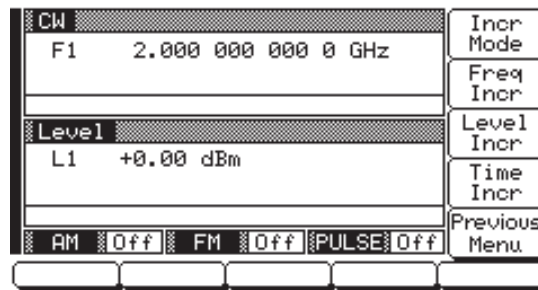 CW
F1 2.000 000 000 0 GHz
Level
L1 +0.00 dBm
AM Off FM Off PULSE Off
Incr
Mode
Freq
Incr
Level
Incr
Time
Incr
Previous
Menu